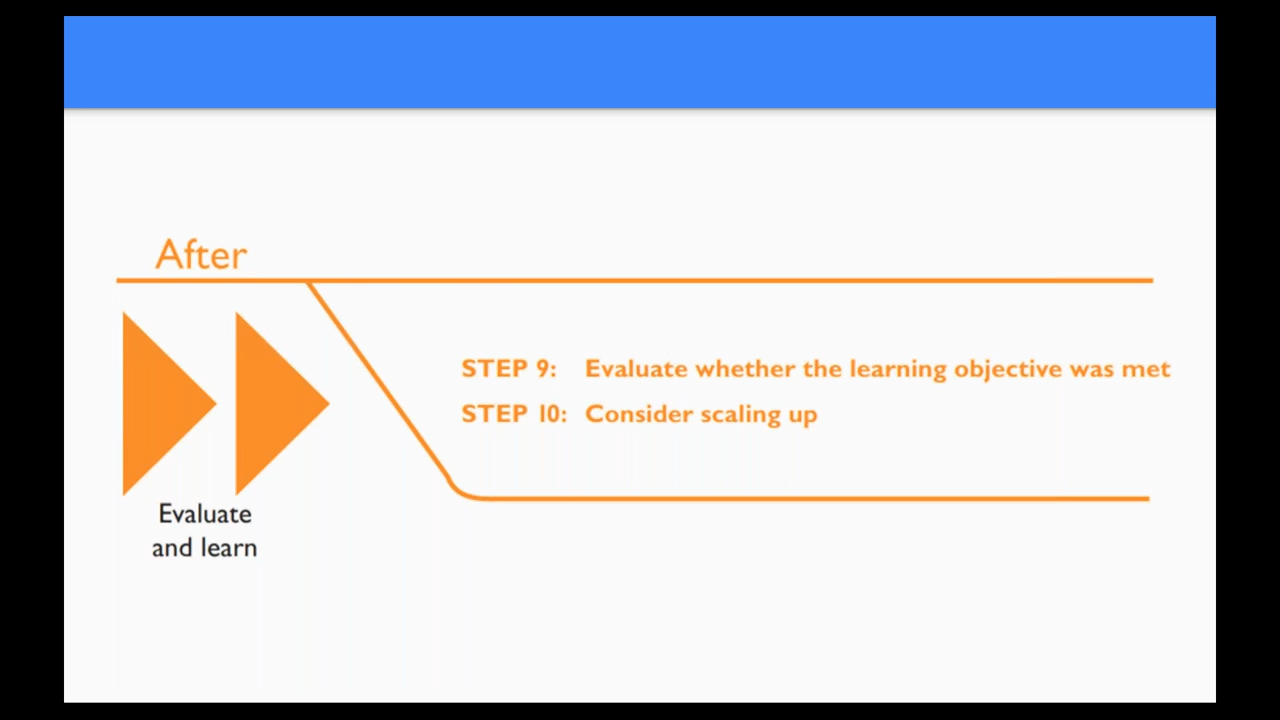 After
STEP 9: Evaluate whether the learning objective was met
STEP 10: Consider scaling up
Evaluate
and learn